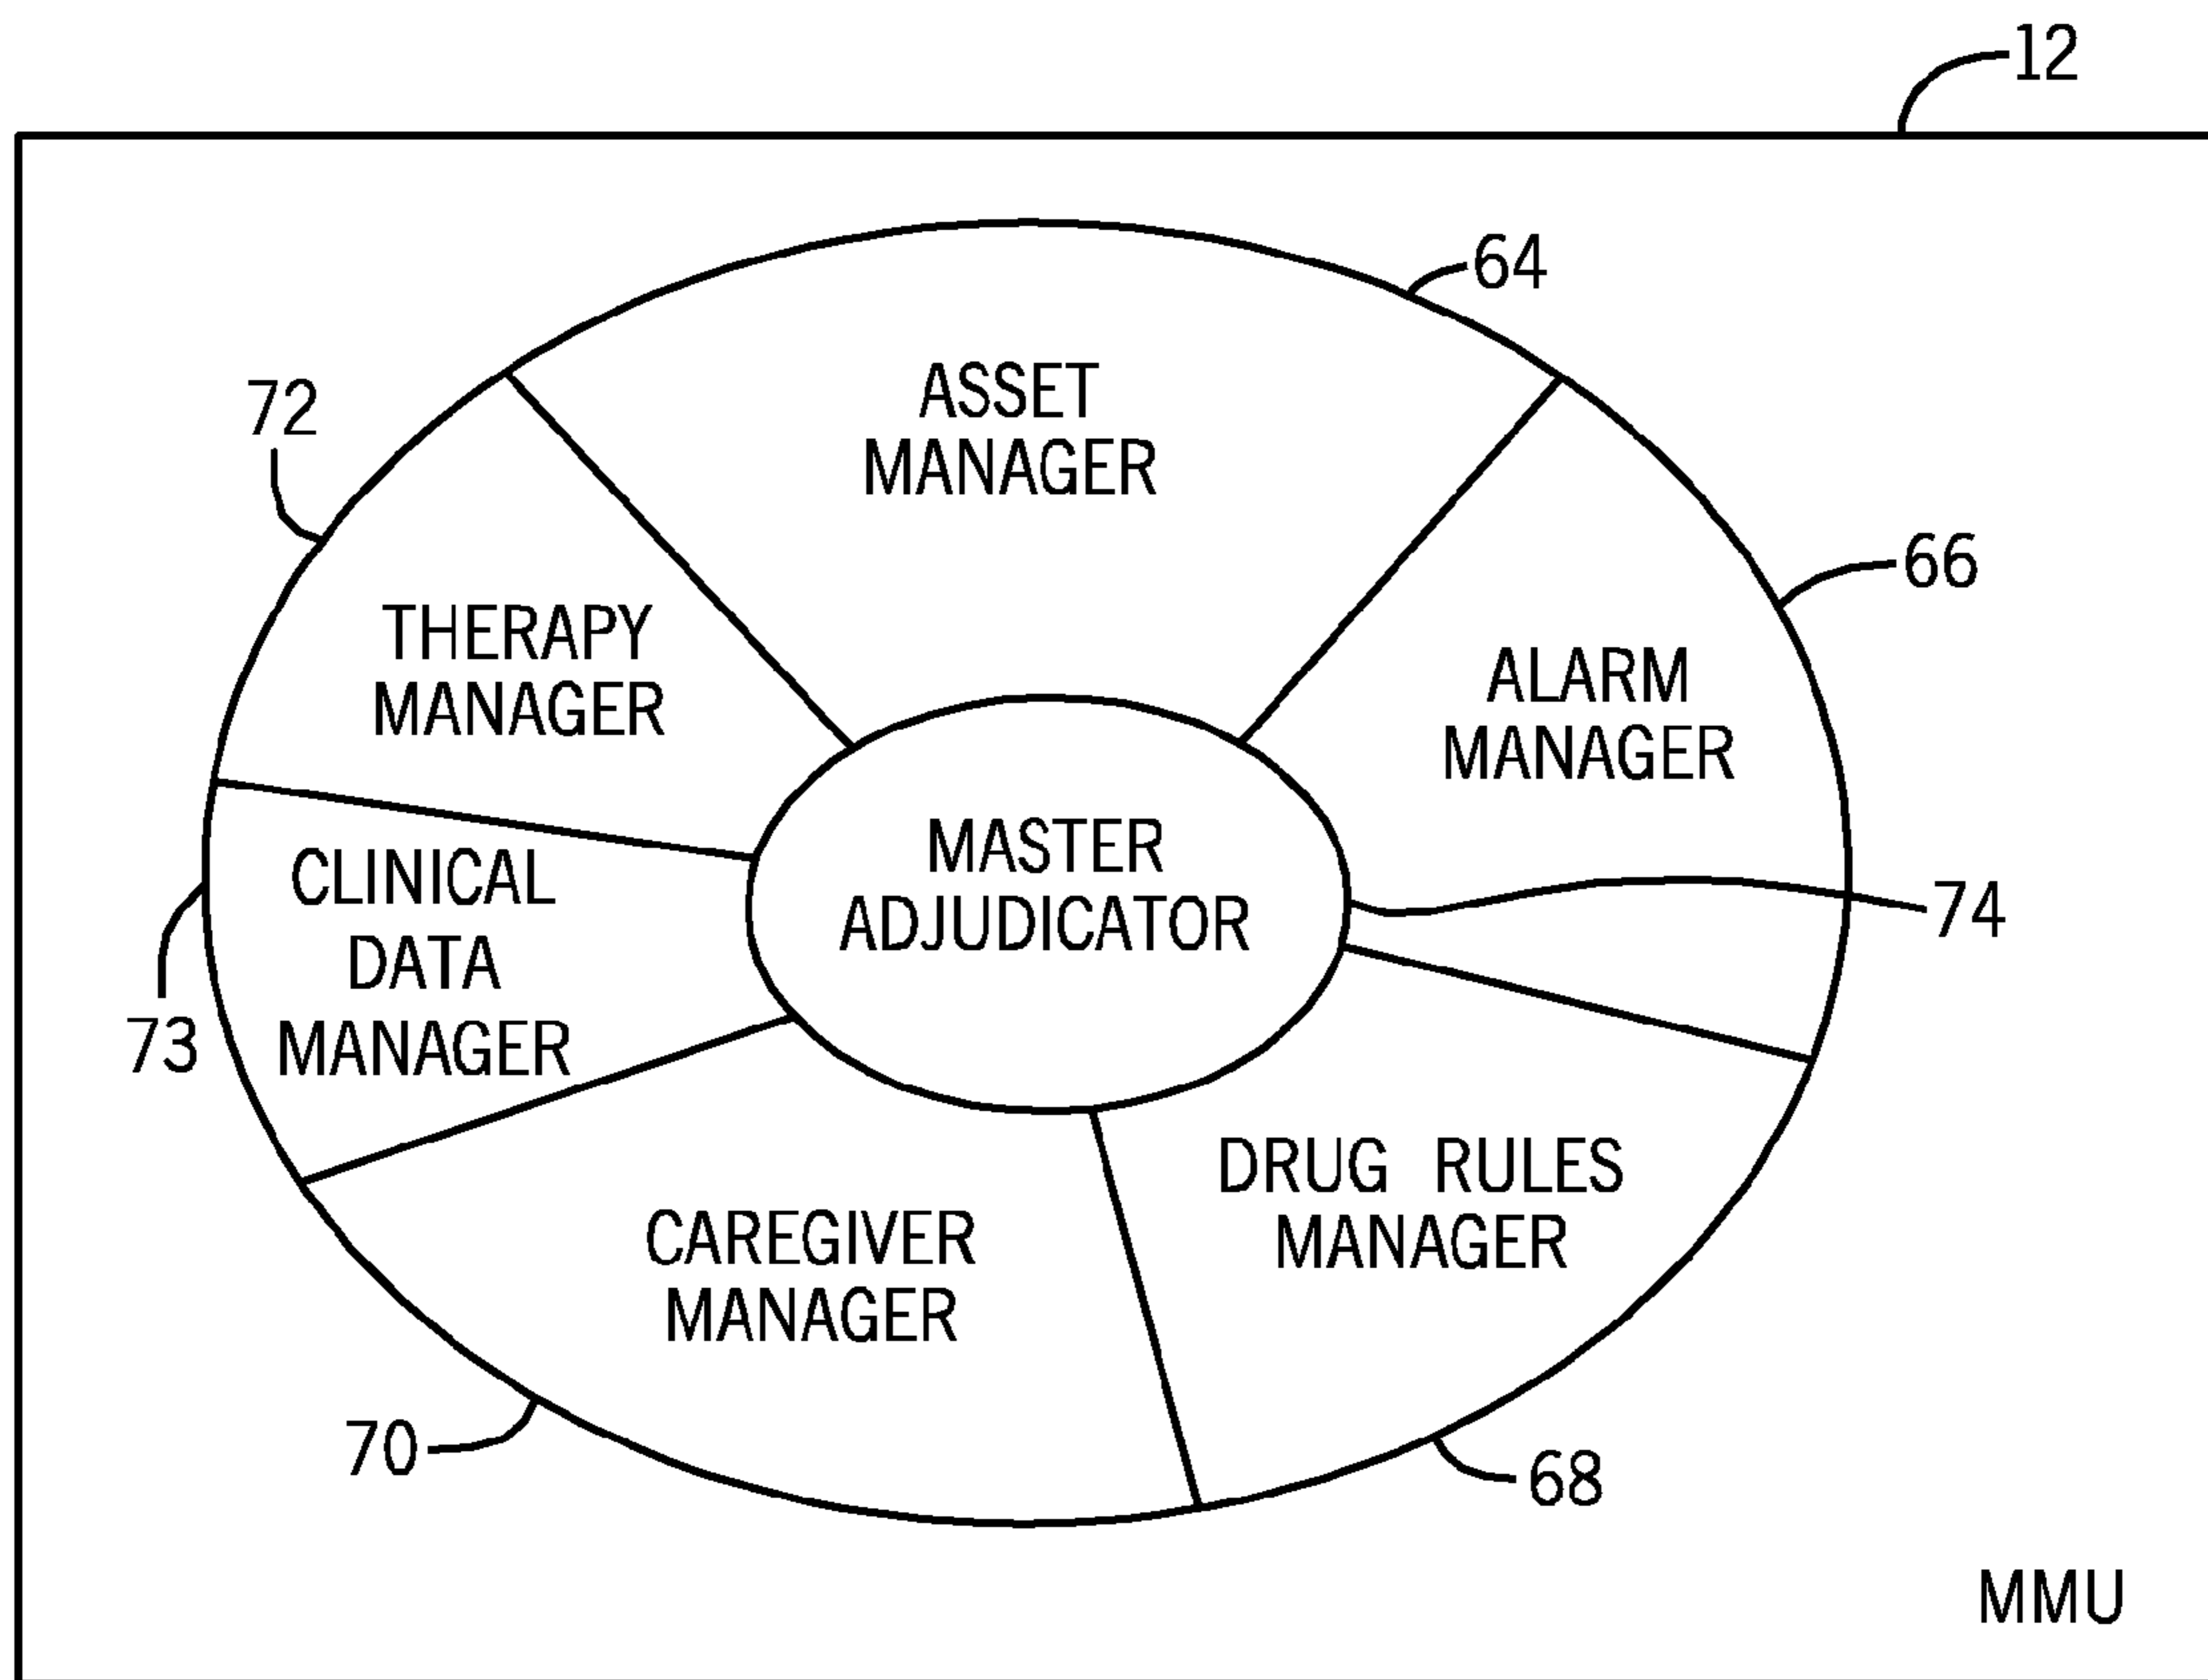 12
64
ASSET
MANAGER
72
66
THERAPY
MANAGER
ALARM
MANAGER
MASTER
ADJUDICATOR
CLINICAL
DATA
MANAGER
74
73
DRUG RULES
MANAGER
CAREGIVER
MANAGER
70
68
MMU